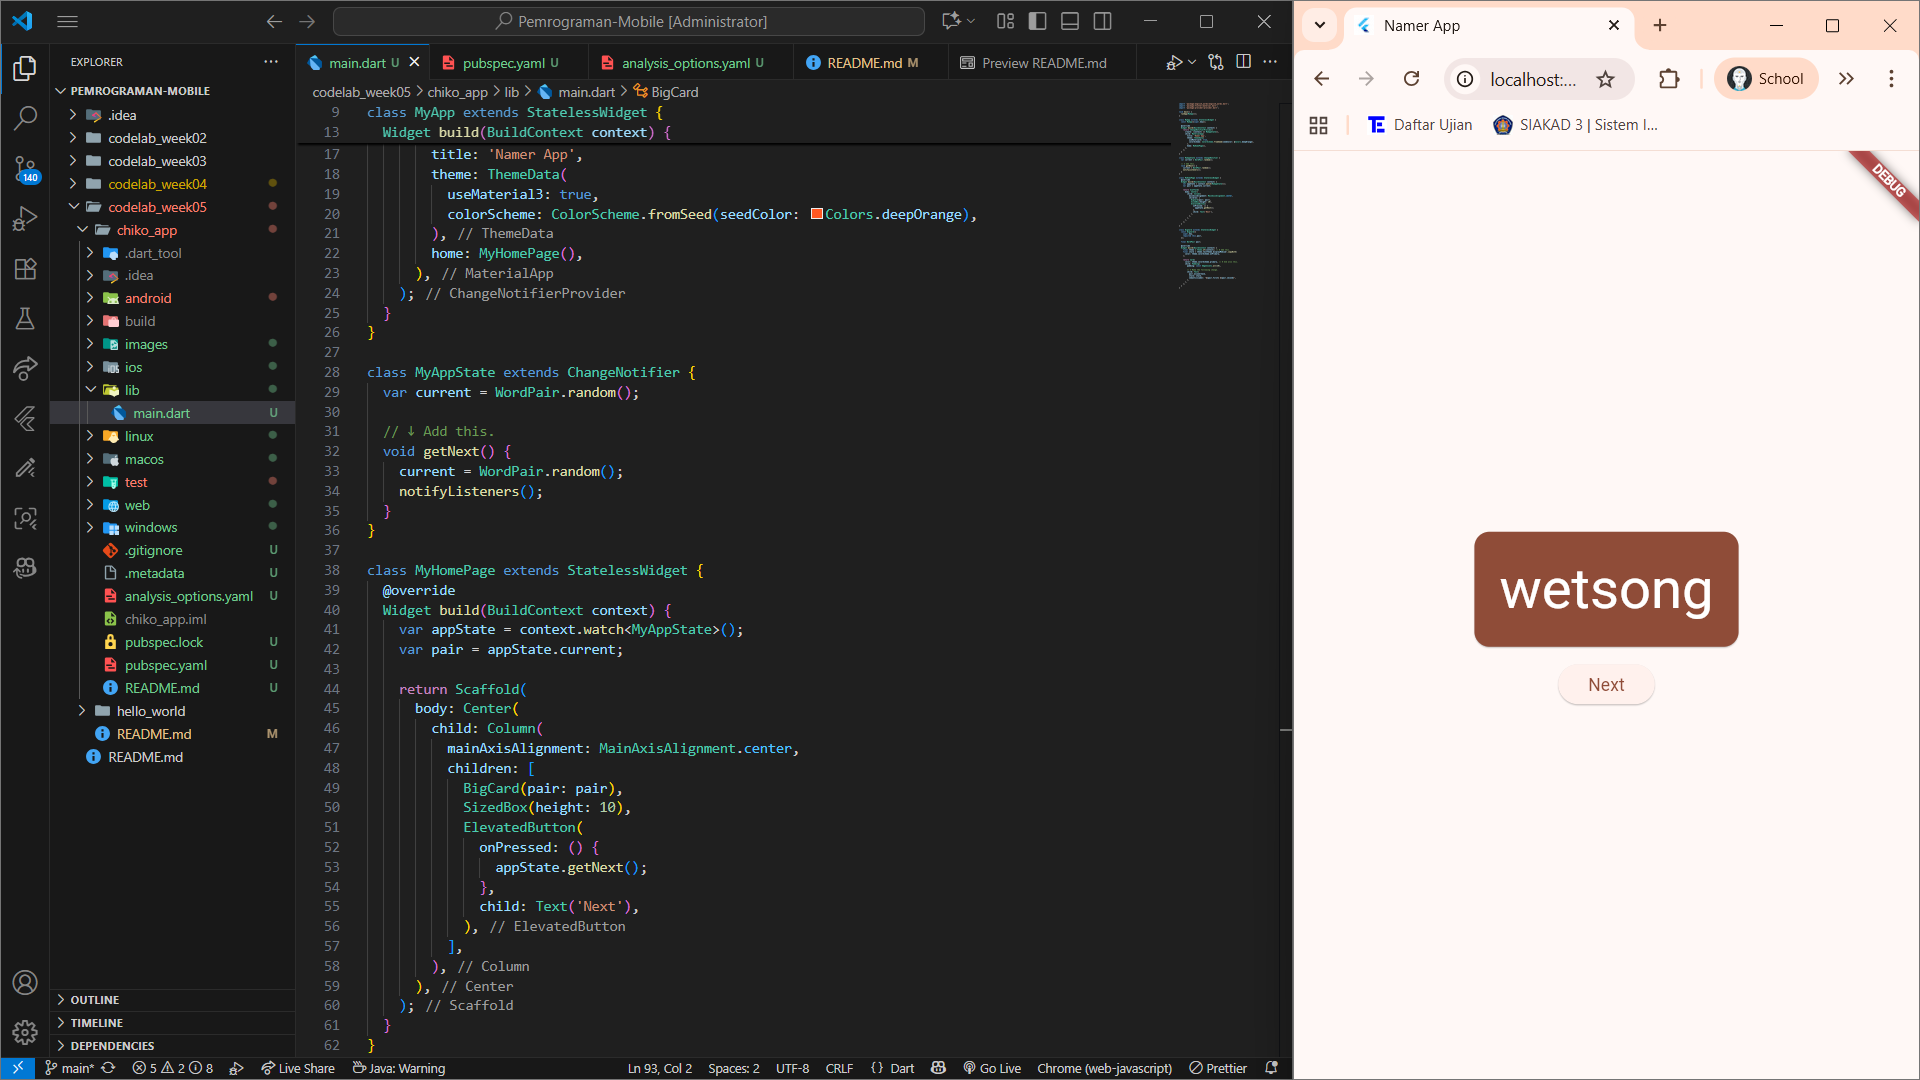 Pemrograman-Mobile [Administrator]
EXPLORER
PEMROGRAMAN-MOBILE
.idea
codelab_week02
codelab_week03
codelab_week04
codelab_week05
chiko_app
.dart_tool
.idea
android
build
images
ios
lib
main.dart U
linux
macos
test
web
windows
.gitignore U
.metadata U
analysis_options.yaml U
chiko_app.iml
pubspec.lock U
pubspec.yaml U
README.md U
hello_world
README.md M
README.md
OUTLINE
TIMELINE
DEPENDENCIES
140
main.dart U
pubspec.yaml U
analysis_options.yaml U
README.md M
Preview README.md
codelab_week05 > chiko_app > lib > main.dart > BigCard
9 class MyApp extends StatelessWidget {
13 Widget build(BuildContext context) {
17 title: 'Namer App',
18 theme: ThemeData(
19 useMaterial3: true,
20 colorScheme: ColorScheme.fromSeed(seedColor: Colors.deepOrange),
21 ), // ThemeData
22 home: MyHomePage(),
23 ), // MaterialApp
24 ); // ChangeNotifierProvider
25 }
26 }
27
28 class MyAppState extends ChangeNotifier {
29 var current = WordPair.random();
30
31 // ↓ Add this.
32 void getNext() {
33 current = WordPair.random();
34 notifyListeners();
35 }
36 }
37
38 class MyHomePage extends StatelessWidget {
39 @override
40 Widget build(BuildContext context) {
41 var appState = context.watch<MyAppState>();
42 var pair = appState.current;
43
44 return Scaffold(
45 body: Center(
46 child: Column(
47 mainAxisAlignment: MainAxisAlignment.center,
48 children: [
49 BigCard(pair: pair),
50 SizedBox(height: 10),
51 ElevatedButton(
52 onPressed: () {
53 appState.getNext();
54 },
55 child: Text('Next'),
56 ), // ElevatedButton
57 ],
58 ), // Column
59 ), // Center
60 ); // Scaffold
61 }
62 }
main* 5 2 8 Live Share Java: Warning Ln 93, Col 2 Spaces: 2 UTF-8 CRLF {} Dart Go Live Chrome (web-javascript) Prettier
Namer App
localhost:...
School
Daftar Ujian
SIAKAD 3 | Sistem I...
DEBUG
wetsong
Next